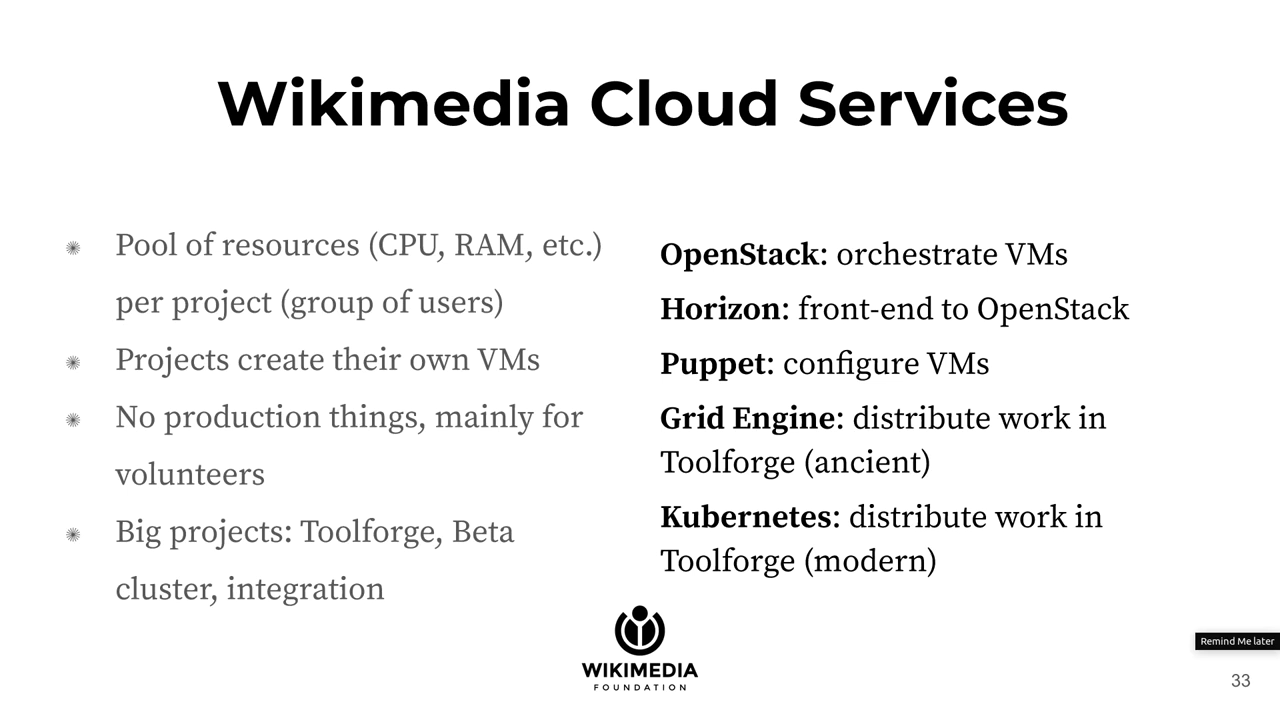 Wikimedia Cloud Services
Pool of resources (CPU, RAM, etc.)
per project (group of users)
Projects create their own VMs
No production things, mainly for
volunteers
Big projects: Toolforge, Beta
cluster, integration
OpenStack: orchestrate VMs
Horizon: front-end to OpenStack
Puppet: configure VMs
Grid Engine: distribute work in
Toolforge (ancient)
Kubernetes: distribute work in
Toolforge (modern)
WIKIMEDIA
FOUNDATION
Remind Me later
33